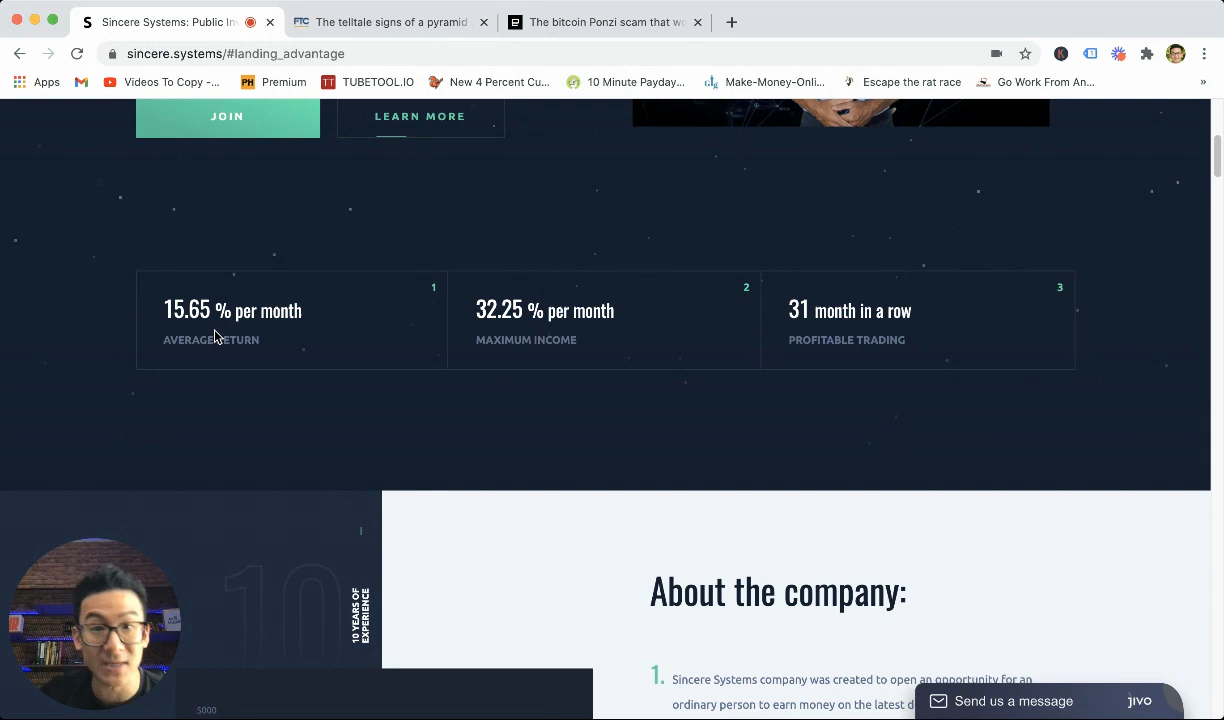 Sincere Systems: Public In
FTC
The telltale signs of a pyramid
The bitcoin Ponzi scam that wo
sincere.systems/#landing_advantage
Apps
Videos To Copy -...
PH Premium
TT TUBETOOL.IO
New 4 Percent Cu...
10 Minute Payday...
Make-Money-Onli...
Escape the rat race
Go Work From An...
»
JOIN
LEARN MORE
1
15.65 % per month
AVERAGE RETURN
2
32.25 % per month
MAXIMUM INCOME
3
31 month in a row
PROFITABLE TRADING
10
10 YEARS OF
EXPERIENCE
5000
About the company:
1. Sincere Systems company was created to open an opportunity for an
ordinary person to earn money on the latest d
Send us a message
jivo